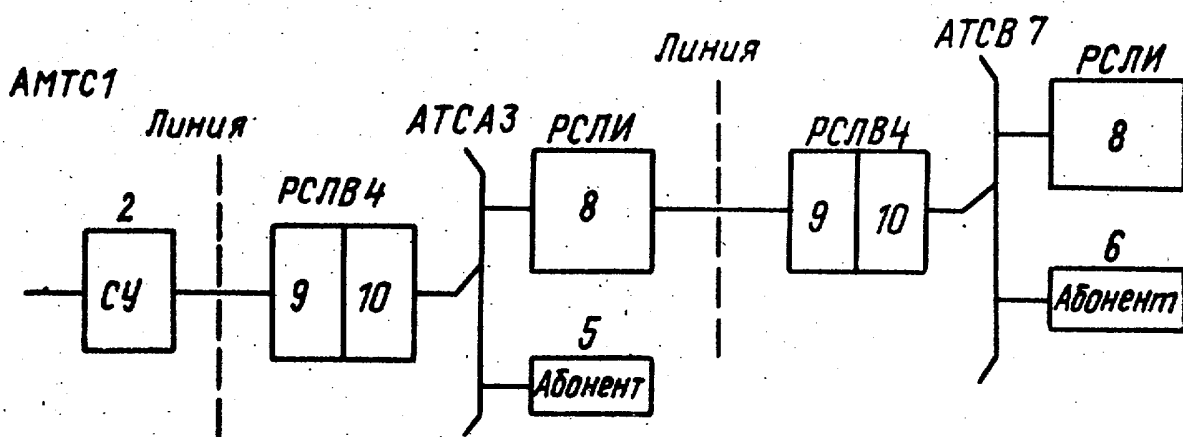 АМТС1
Линия
2
СУ
РСЛВ4
9
10
АТСА3
РСЛИ
8
5
Абонент
Линия
РСЛВ4
9
10
АТСВ 7
РСЛИ
8
6
Абонент